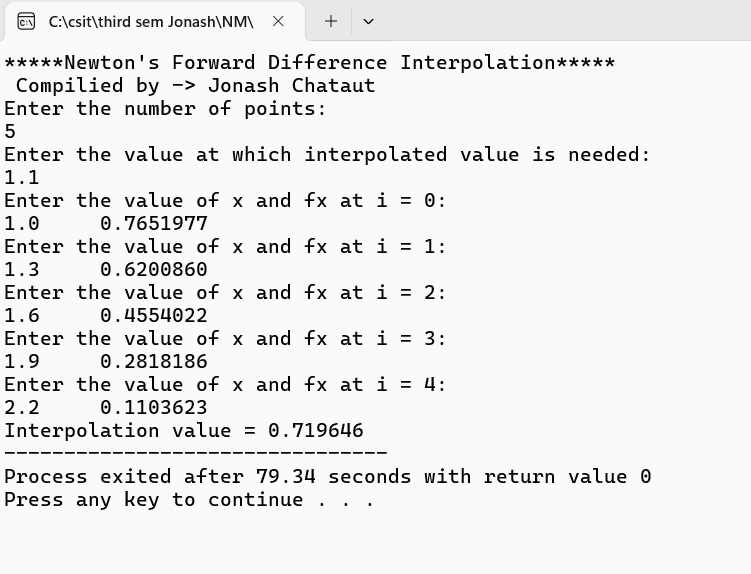 C:\csit\third sem Jonash\NM\
*****Newton's Forward Difference Interpolation*****
Compilied by -> Jonash Chataut
Enter the number of points:
5
Enter the value at which interpolated value is needed:
1.1
Enter the value of x and fx at i = 0:
1.0     0.7651977
Enter the value of x and fx at i = 1:
1.3     0.6200860
Enter the value of x and fx at i = 2:
1.6     0.4554022
Enter the value of x and fx at i = 3:
1.9     0.2818186
Enter the value of x and fx at i = 4:
2.2     0.1103623
Interpolation value = 0.719646
--------------------------------
Process exited after 79.34 seconds with return value 0
Press any key to continue . . .